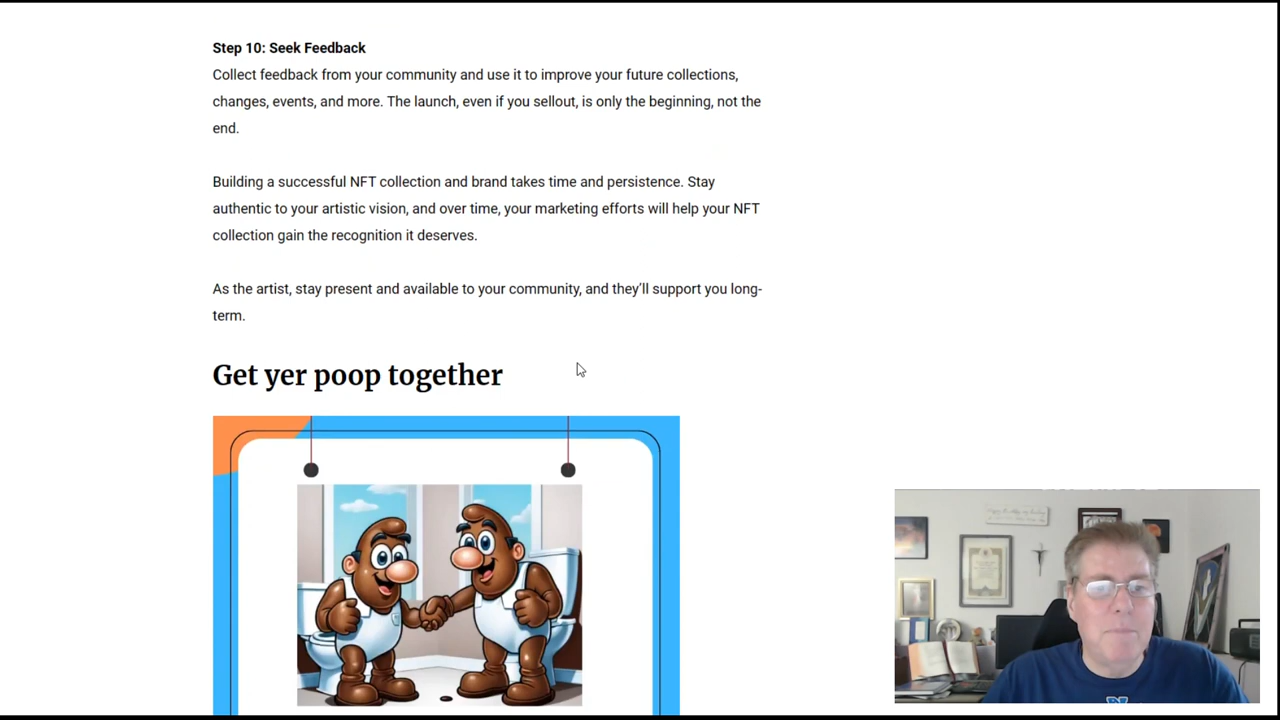 Step 10: Seek Feedback
Collect feedback from your community and use it to improve your future collections,
changes, events, and more. The launch, even if you sellout, is only the beginning, not the
end.
Building a successful NFT collection and brand takes time and persistence. Stay
authentic to your artistic vision, and over time, your marketing efforts will help your NFT
collection gain the recognition it deserves.
As the artist, stay present and available to your community, and they'll support you long-
term.
Get yer poop together